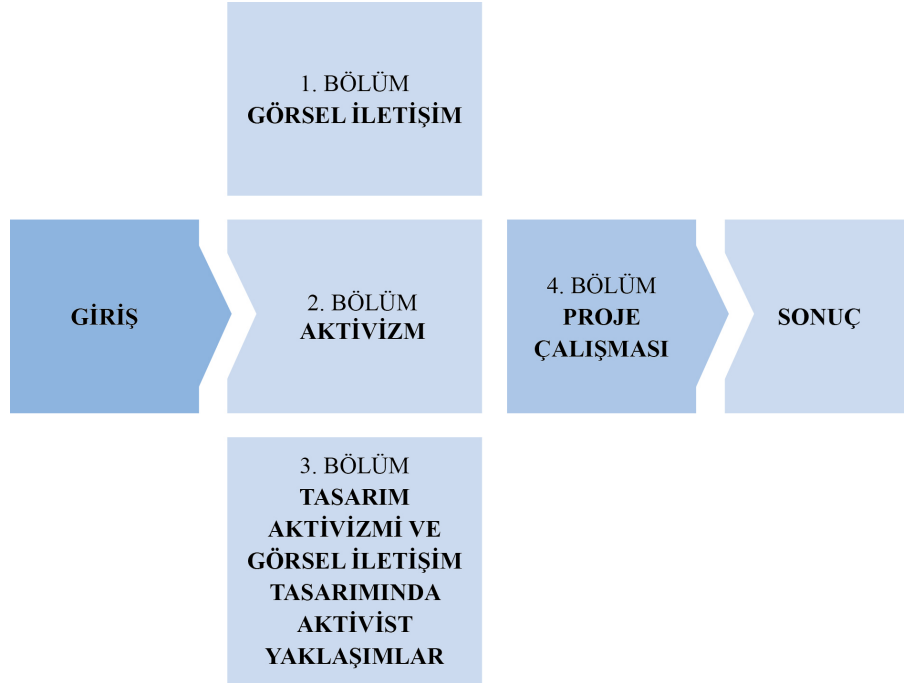 1. BÖLÜM
GÖRSEL İLETİŞİM
GİRİŞ
2. BÖLÜM
AKTİVİZM
3. BÖLÜM
TASARIM
AKTİVİZMİ VE
GÖRSEL İLETİŞİM
TASARIMINDA
AKTİVİST
YAKLAŞIMLAR
4. BÖLÜM
PROJE
ÇALIŞMASI
SONUÇ